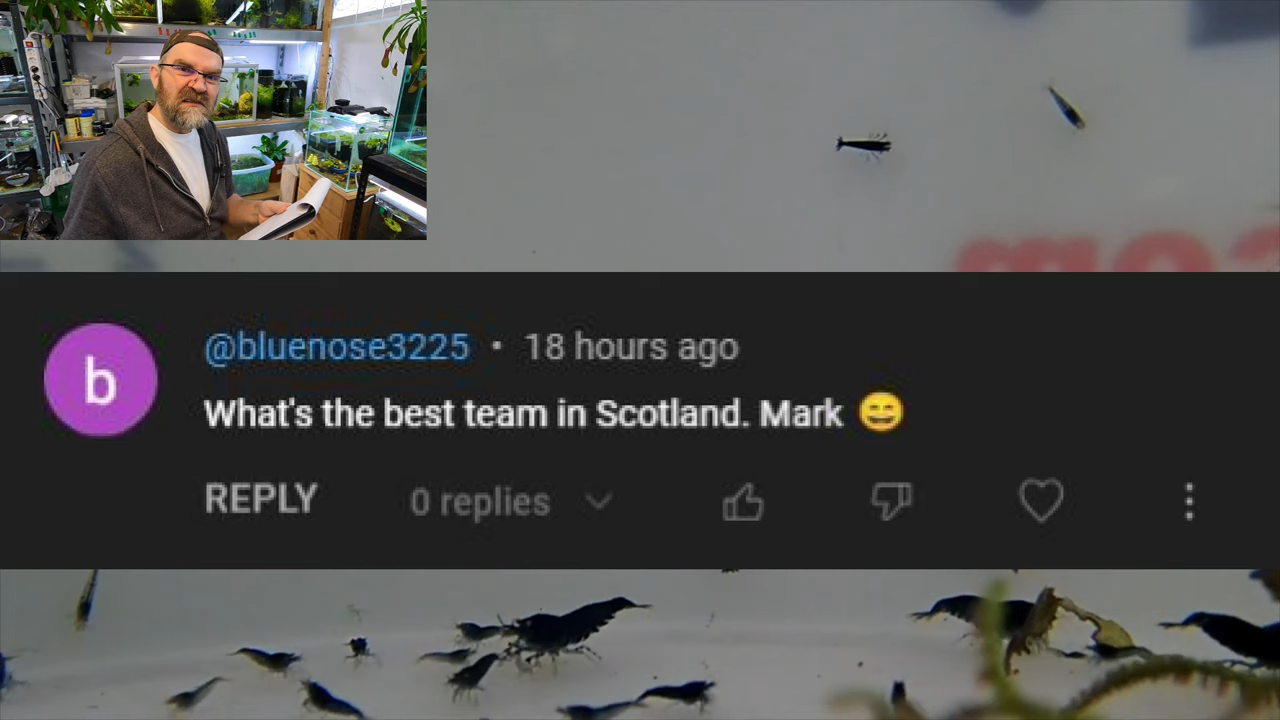 @bluenose3225 • 18 hours ago
b
What's the best team in Scotland. Mark 😄
REPLY 0 replies